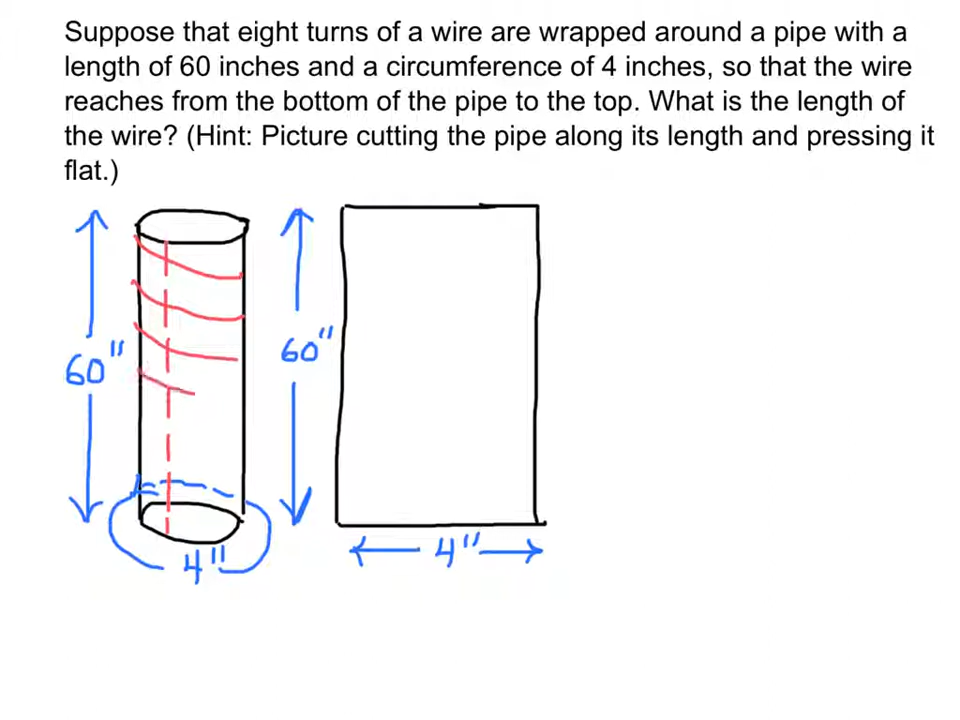 Suppose that eight turns of a wire are wrapped around a pipe with a
length of 60 inches and a circumference of 4 inches, so that the wire
reaches from the bottom of the pipe to the top. What is the length of
the wire? (Hint: Picture cutting the pipe along its length and pressing it
flat.)
60"
60"
4"
4"